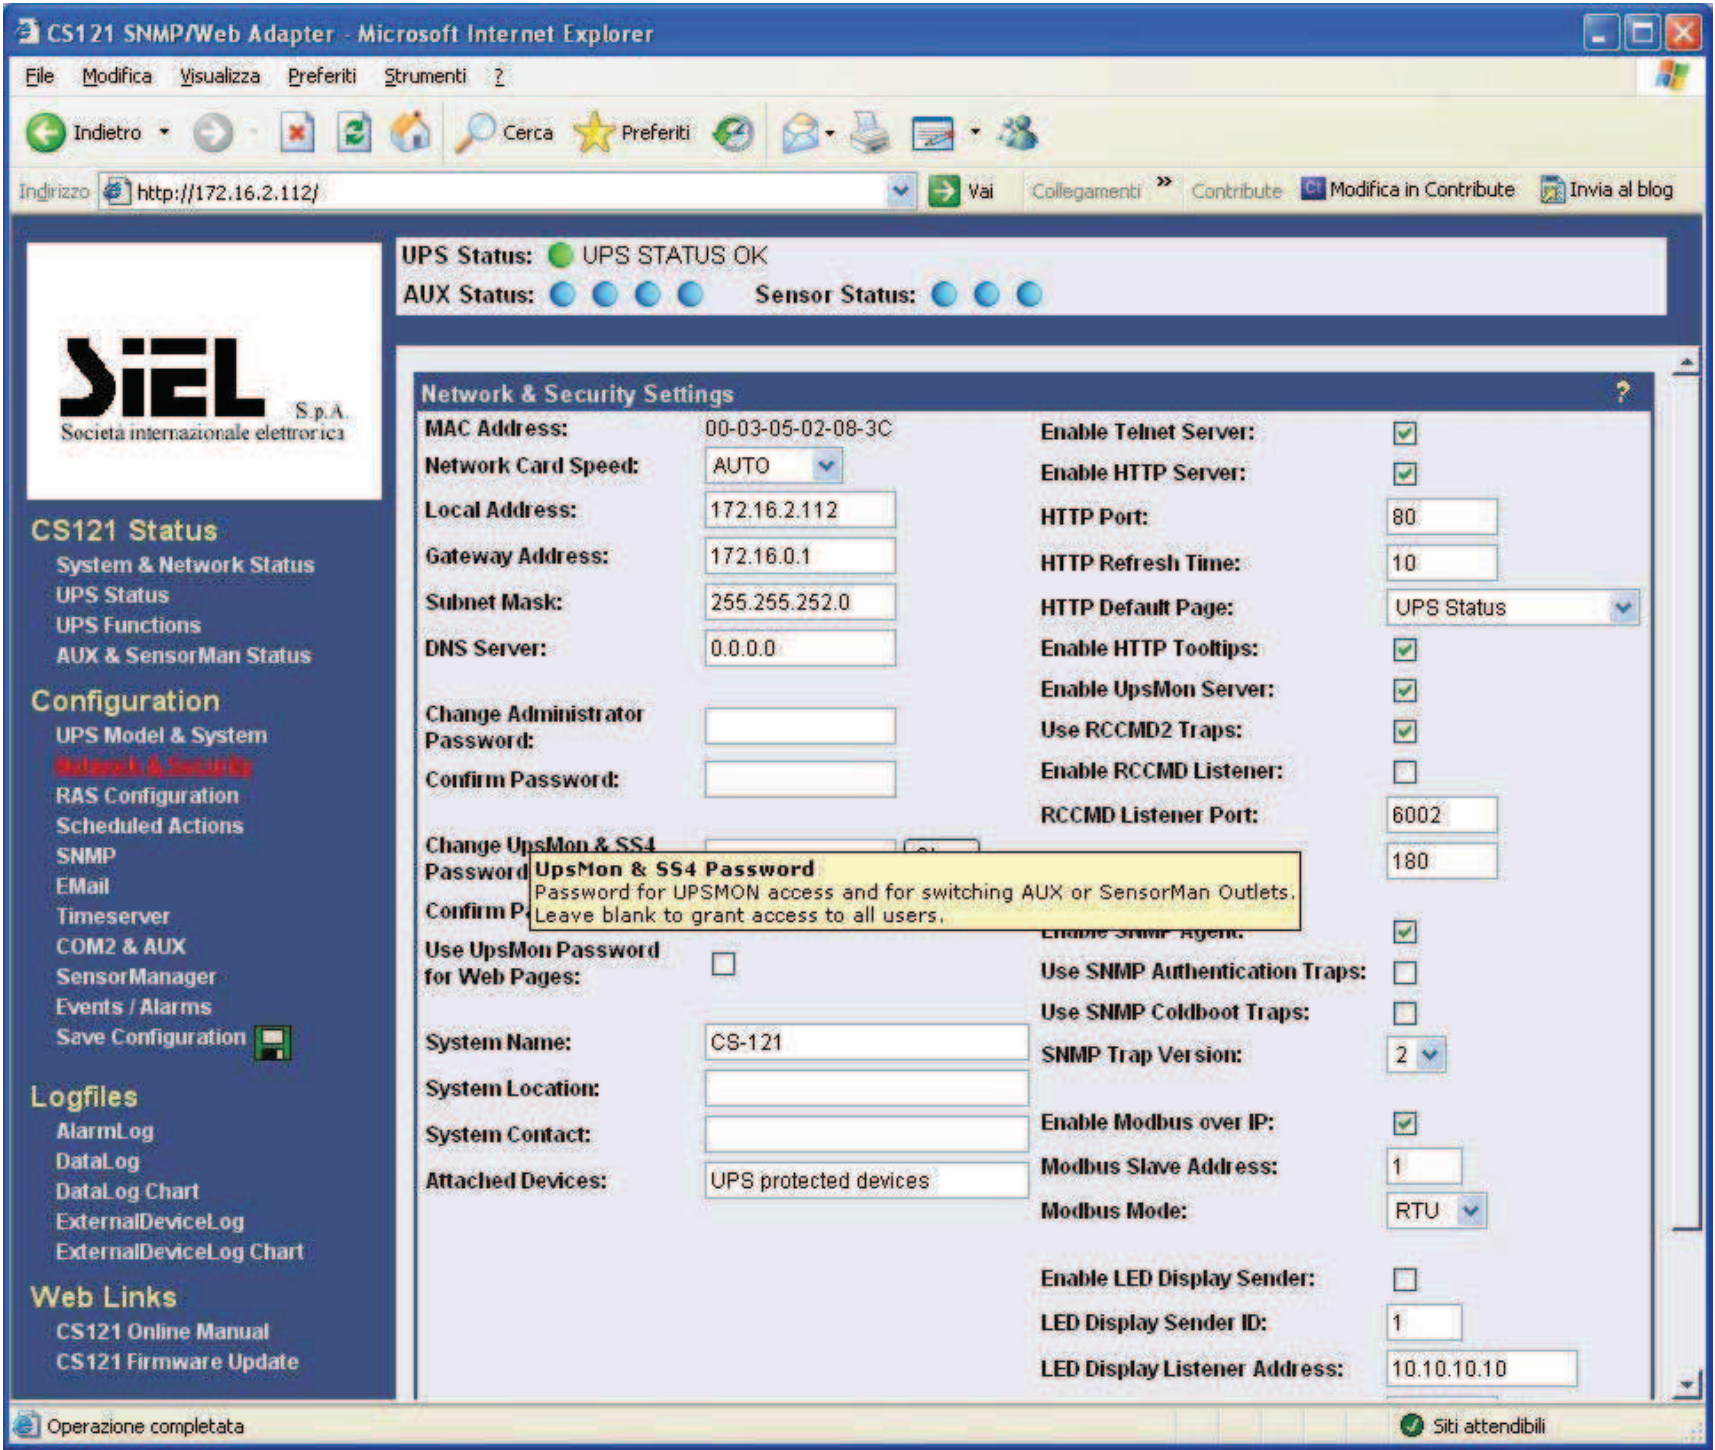 CS121 SNMP/Web Adapter - Microsoft Internet Explorer
File Modifica Visualizza Preferiti Strumenti ?
Indietro Cerca Preferiti
Indirizzo http://172.16.2.112/ Vai Collegamenti » Contribute Ct Modifica in Contribute Invia al blog
UPS Status: UPS STATUS OK
AUX Status: Sensor Status:
SIEL
S.p.A.
Società internazionale elettronica
CS121 Status
System & Network Status
UPS Status
UPS Functions
AUX & SensorMan Status
Configuration
UPS Model & System
Network & Security
RAS Configuration
Scheduled Actions
SNMP
EMail
Timeserver
COM2 & AUX
SensorManager
Events / Alarms
Save Configuration
Logfiles
AlarmLog
DataLog
DataLog Chart
ExternalDeviceLog
ExternalDeviceLog Chart
Web Links
CS121 Online Manual
CS121 Firmware Update
Network & Security Settings ?
MAC Address: 00-03-05-02-08-3C
Network Card Speed: AUTO
Local Address: 172.16.2.112
Gateway Address: 172.16.0.1
Subnet Mask: 255.255.252.0
DNS Server: 0.0.0.0
Change Administrator
Password:
Confirm Password:
Change UpsMon & SS4
Password
UpsMon & SS4 Password
Password for UPSMON access and for switching AUX or SensorMan Outlets.
Leave blank to grant access to all users.
Confirm
Use UpsMon Password
for Web Pages:
System Name: CS-121
System Location:
System Contact:
Attached Devices: UPS protected devices
Enable Telnet Server:
Enable HTTP Server:
HTTP Port: 80
HTTP Refresh Time: 10
HTTP Default Page: UPS Status
Enable HTTP Tooltips:
Enable UpsMon Server:
Use RCCMD2 Traps:
Enable RCCMD Listener:
RCCMD Listener Port: 6002
180
Enable SNMP Agent:
Use SNMP Authentication Traps:
Use SNMP Coldboot Traps:
SNMP Trap Version: 2
Enable Modbus over IP:
Modbus Slave Address: 1
Modbus Mode: RTU
Enable LED Display Sender:
LED Display Sender ID: 1
LED Display Listener Address: 10.10.10.10
Operazione completata
Siti attendibili